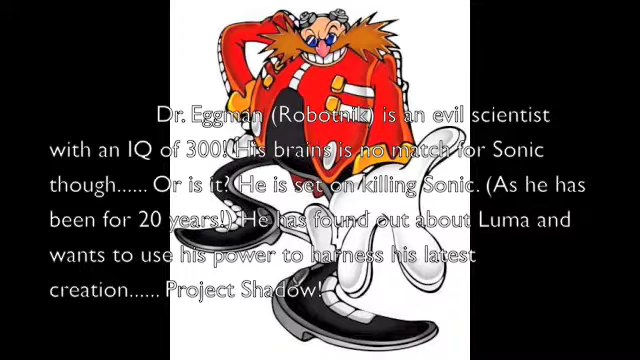 Dr. Eggman (Robotnik) is an evil scientist
with an IQ of 300! His brains is no match for Sonic
though...... Or is it? He is set on killing Sonic. (As he has
been for 20 years!) He has found out about Luma and
wants to use his power to harness his latest
creation...... Project Shadow!